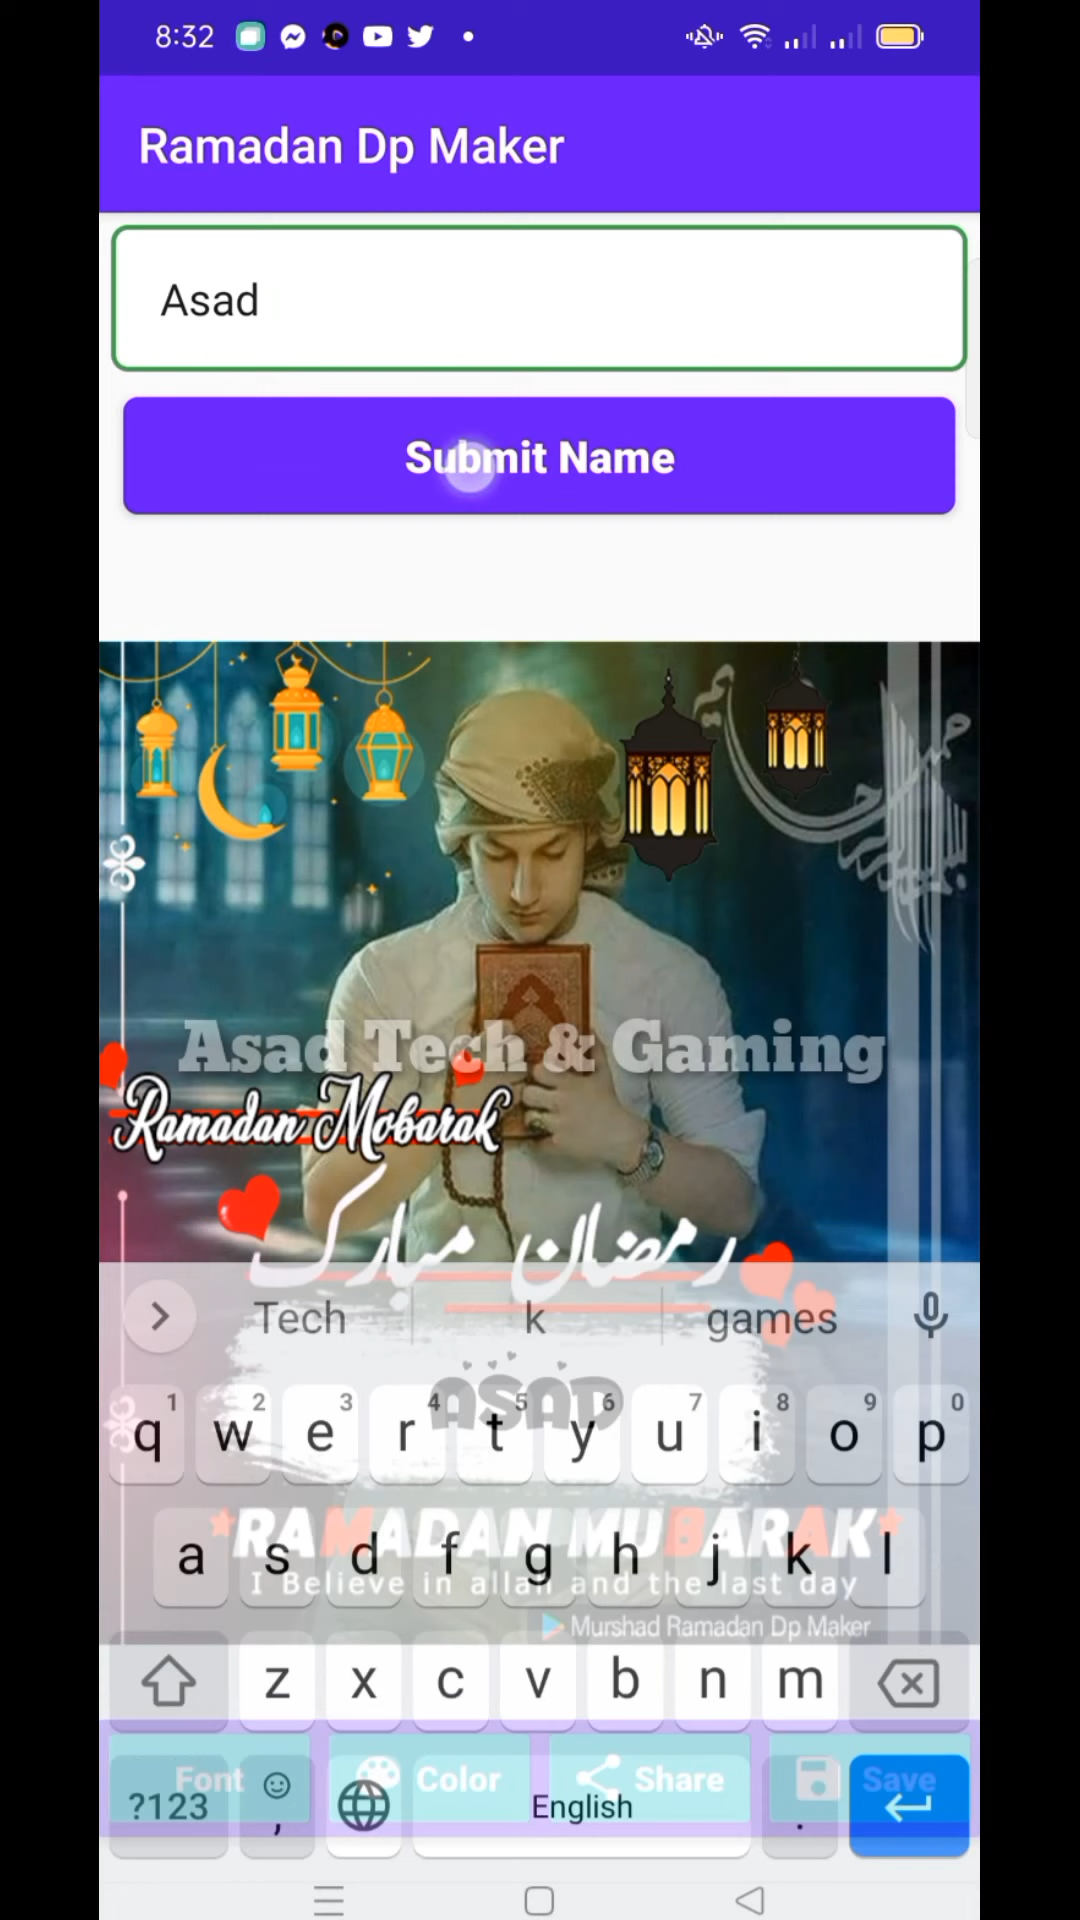 8:32
Ramadan Dp Maker
Asad
Submit Name
Asad Tech & Gaming
Ramadan Mobarak
رمضان مبارک
Tech k games
ASAD
1 2 3 4 5 6 7 8 9 0
q w e r t y u i o p
RAMADAN MUBARAK
a s d f g h j k l
I Believe in allah and the last day
Murshad Ramadan Dp Maker
z x c v b n m
Font Color Share Save
?123 , English .